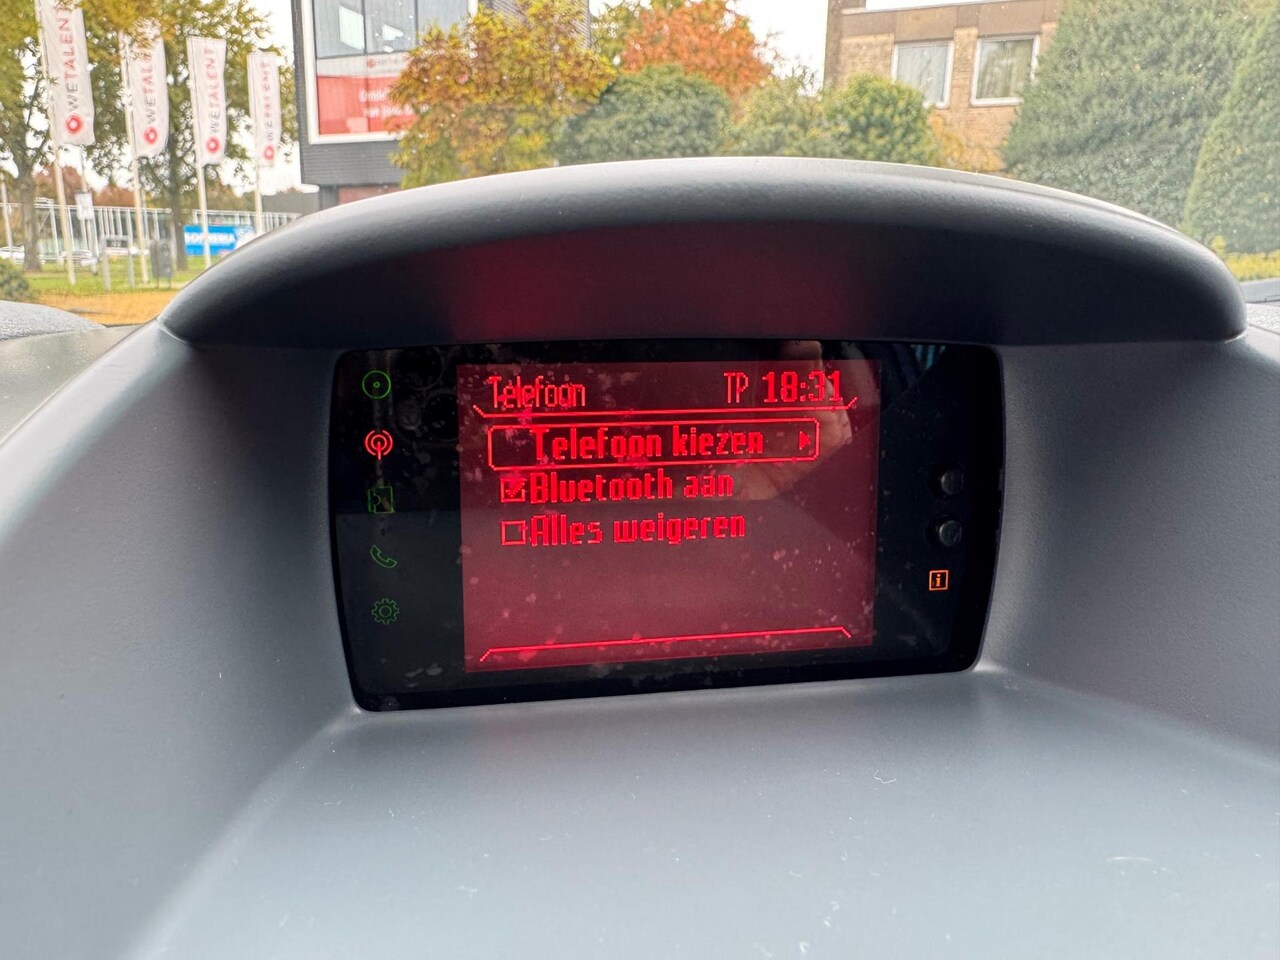 WETALENT
WETALENT
WETALENT
WETALENT
Telefoon TP 18:31
Telefoon kiezen
Bluetooth aan
Alles weigeren
i